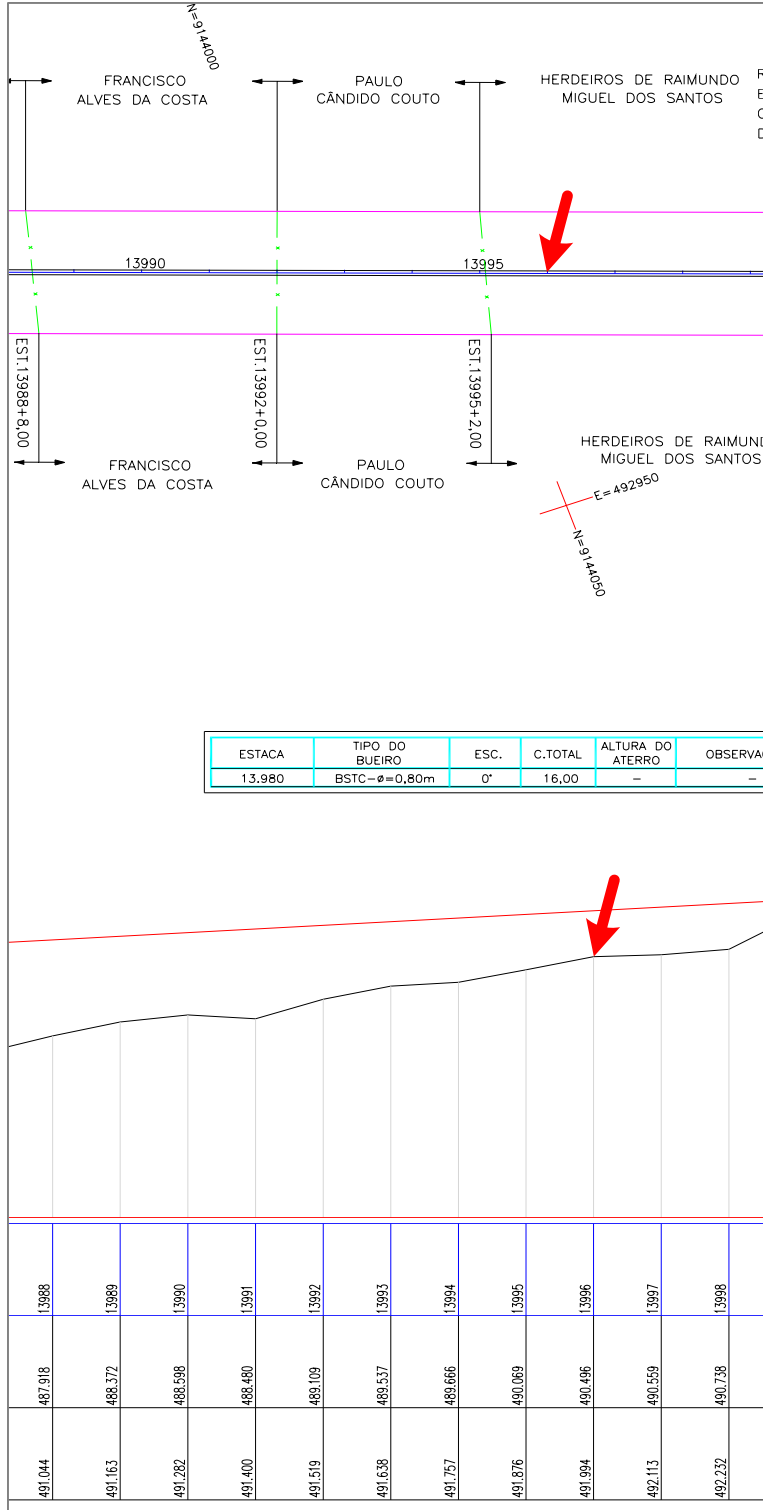 N=9144000
FRANCISCO
ALVES DA COSTA
PAULO
CÂNDIDO COUTO
HERDEIROS DE RAIMUNDO
MIGUEL DOS SANTOS
13990
13995
EST.13988+8,00
EST.13992+0,00
EST.13995+2,00
FRANCISCO
ALVES DA COSTA
PAULO
CÂNDIDO COUTO
HERDEIROS DE RAIMUND
MIGUEL DOS SANTOS
E=492950
N=9144050
ESTACA TIPO DO BUEIRO ESC. C.TOTAL ALTURA DO ATERRO OBSERVAÇ
13.980 BSTC-ø=0,80m 0° 16,00 – –
13988 13989 13990 13991 13992 13993 13994 13995 13996 13997 13998
487.918 488.372 488.598 488.480 489.109 489.537 489.666 490.069 490.496 490.559 490.738
491.044 491.163 491.282 491.400 491.519 491.638 491.757 491.876 491.994 492.113 492.232